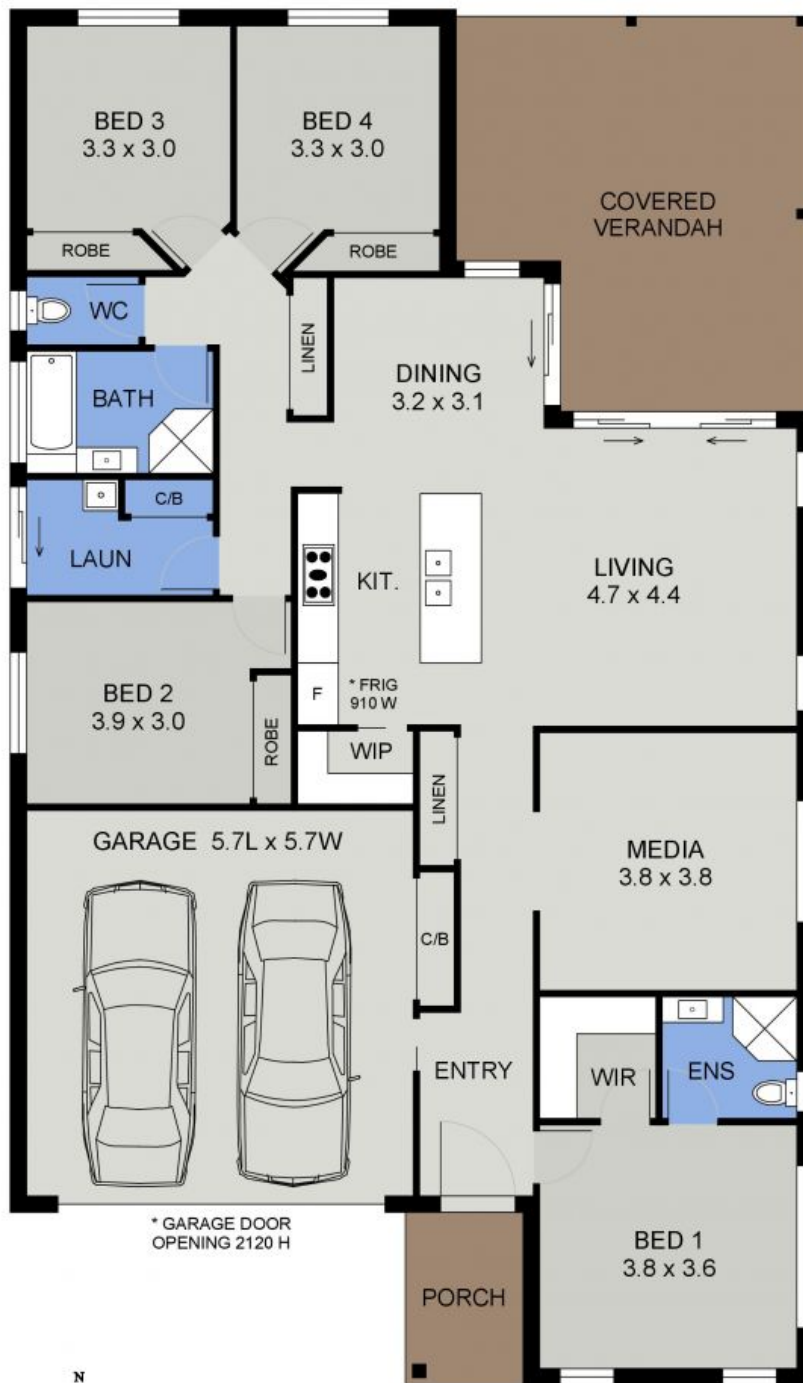 BED 3
3.3 x 3.0
BED 4
3.3 x 3.0
COVERED
VERANDAH
ROBE
ROBE
WC
LINEN
BATH
DINING
3.2 x 3.1
C/B
LAUN
KIT.
LIVING
4.7 x 4.4
BED 2
3.9 x 3.0
ROBE
F
* FRIG
910 W
WIP
LINEN
GARAGE 5.7L x 5.7W
MEDIA
3.8 x 3.8
C/B
ENTRY
WIR
ENS
* GARAGE DOOR
OPENING 2120 H
BED 1
3.8 x 3.6
PORCH
N